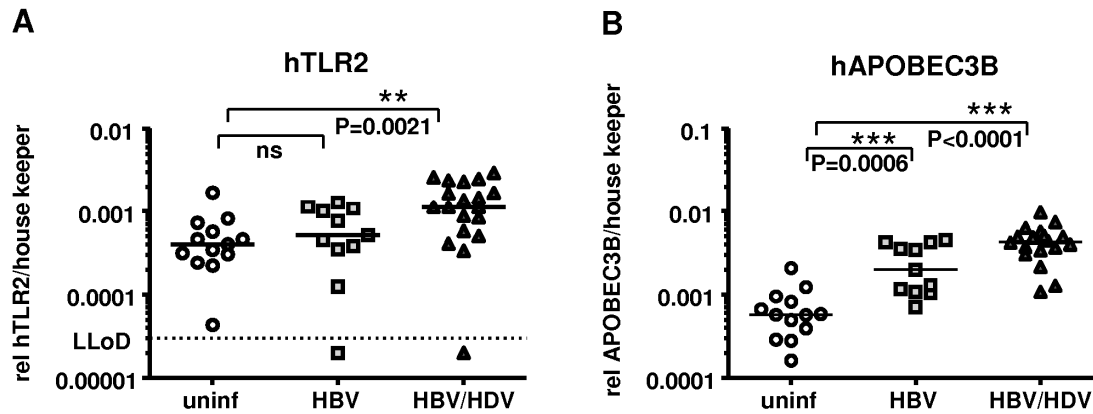 A
hTLR2
**
P=0.0021
ns
rel hTLR2/house keeper
0.01
0.001
0.0001
LLoD
0.00001
uninf HBV HBV/HDV
B
hAPOBEC3B
***
P<0.0001
***
P=0.0006
rel APOBEC3B/house keeper
0.1
0.01
0.001
0.0001
uninf HBV HBV/HDV